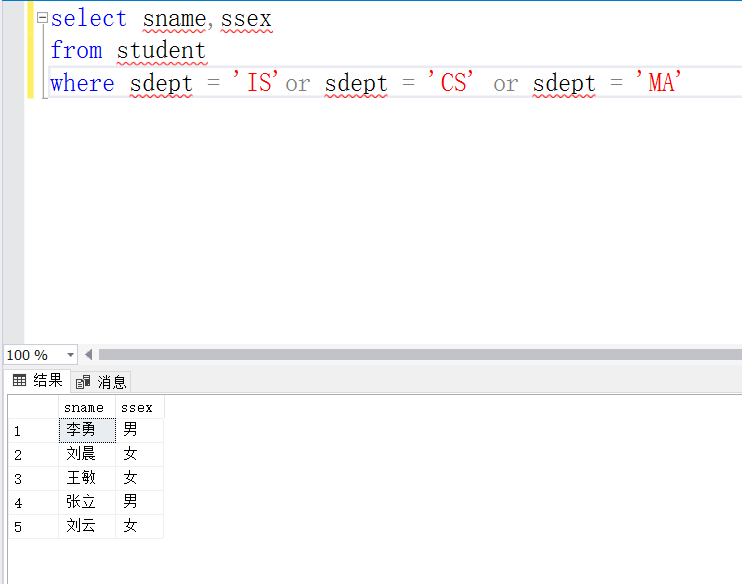 select sname,ssex
from student
where sdept = 'IS'or sdept = 'CS' or sdept = 'MA'
100 %
结果 消息
sname ssex
1 李勇 男
2 刘晨 女
3 王敏 女
4 张立 男
5 刘云 女